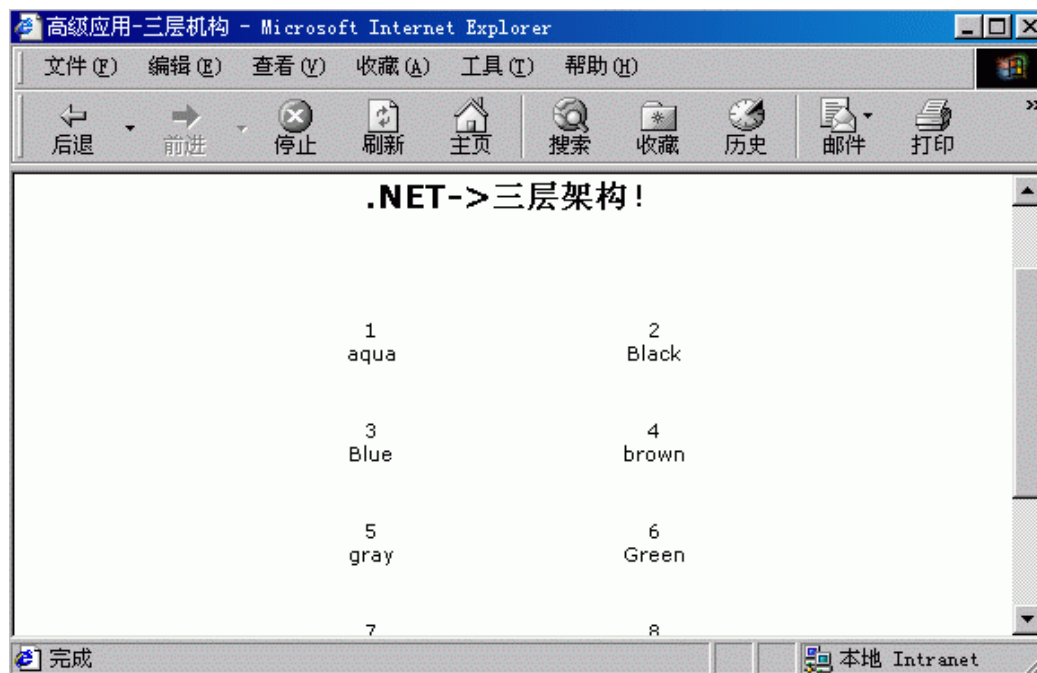 高级应用-三层机构 - Microsoft Internet Explorer
文件(F) 编辑(E) 查看(V) 收藏(A) 工具(T) 帮助(H)
后退 前进 停止 刷新 主页 搜索 收藏 历史 邮件 打印 »
.NET->三层架构!
1 2
aqua Black
3 4
Blue brown
5 6
gray Green
7 8
完成 本地 Intranet